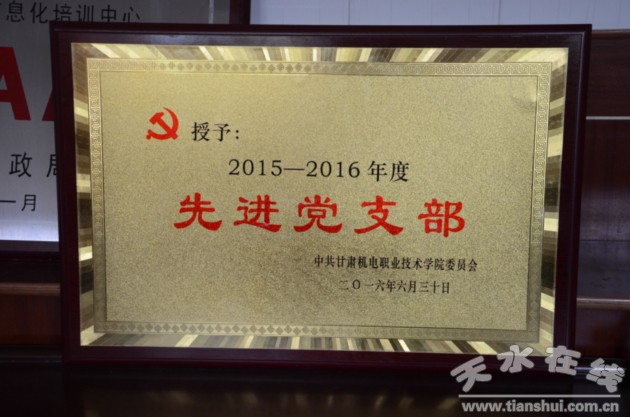 息化培训中心
授予：
2015—2016年度
先进党支部
中共甘肃机电职业技术学院委员会
二〇一六年六月三十日
政局
一月
天水在线
www.tianshui.com.cn